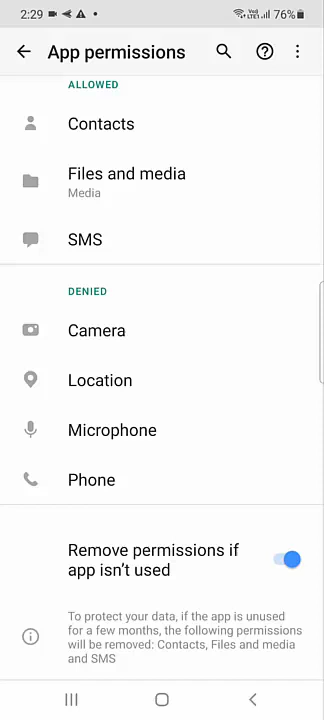 2:29
VoD LTE1 76%
App permissions
ALLOWED
Contacts
Files and media
Media
SMS
DENIED
Camera
Location
Microphone
Phone
Remove permissions if
app isn't used
To protect your data, if the app is unused
for a few months, the following permissions
will be removed: Contacts, Files and media
and SMS